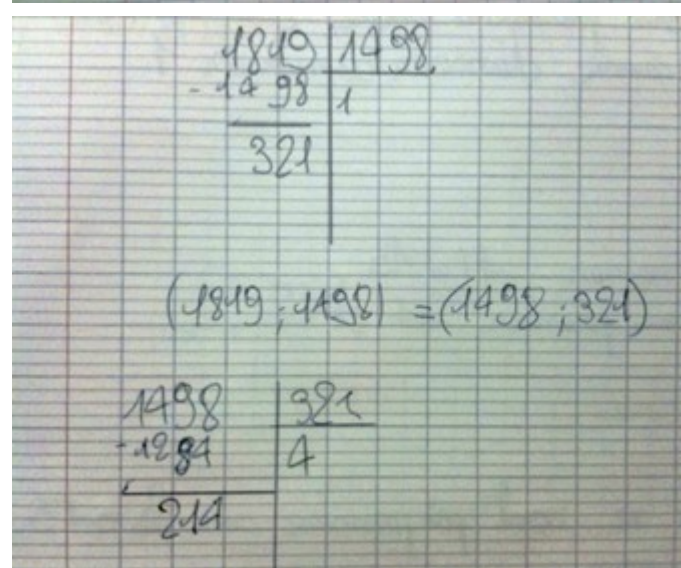 1819 | 1498
- 1498 | 1
321
(1819 ; 1498) = (1498 ; 321)
1498 | 321
- 1284 | 4
214